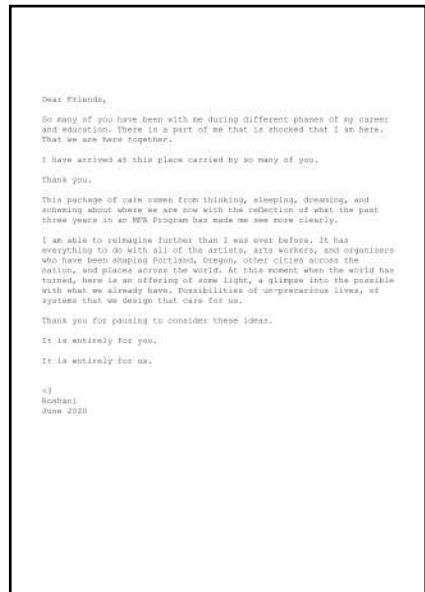 Dear Friends,
So many of you have been with me during different phases of my career
and education. There is a part of me that is shocked that I am here.
That we are here together.
I have arrived at this place carried by so many of you.
Thank you.
This package of care comes from thinking, sleeping, dreaming, and
scheming about where we are now with the reflection of what the past
three years in an MFA Program has made me see more clearly.
I am able to reimagine further than I was ever before. It has
everything to do with all of the artists, arts workers, and organizers
who have been shaping Portland, Oregon, other cities across the
nation, and places across the world. At this moment when the world has
turned, here is an offering of some light, a glimpse into the possible
with what we already have. Possibilities of un-precarious lives, of
systems that we design that care for us.
Thank you for pausing to consider these ideas.
It is entirely for you.
It is entirely for us.
<3
Roshani
June 2020